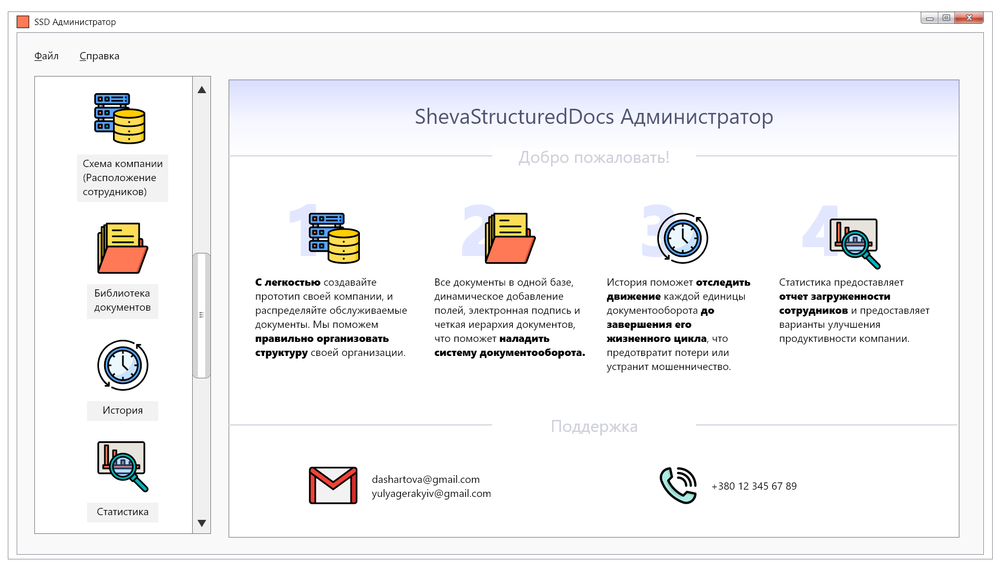 SSD Администратор
Файл
Справка
Схема компании
(Расположение
сотрудников)
Библиотека
документов
История
Статистика
ShevaStructuredDocs Администратор
Добро пожаловать!
1
С легкостью создавайте
прототип своей компании, и
распределяйте обслуживаемые
документы. Мы поможем
правильно организовать
структуру своей организации.
2
Все документы в одной базе,
динамическое добавление
полей, электронная подпись и
четкая иерархия документов,
что поможет наладить
систему документооборота.
3
История поможет отследить
движение каждой единицы
документооборота до
завершения его
жизненного цикла, что
предотвратит потери или
устранит мошенничество.
4
Статистика предоставляет
отчет загруженности
сотрудников и предоставляет
варианты улучшения
продуктивности компании.
Поддержка
dashartova@gmail.com
yulyagerakyiv@gmail.com
+380 12 345 67 89